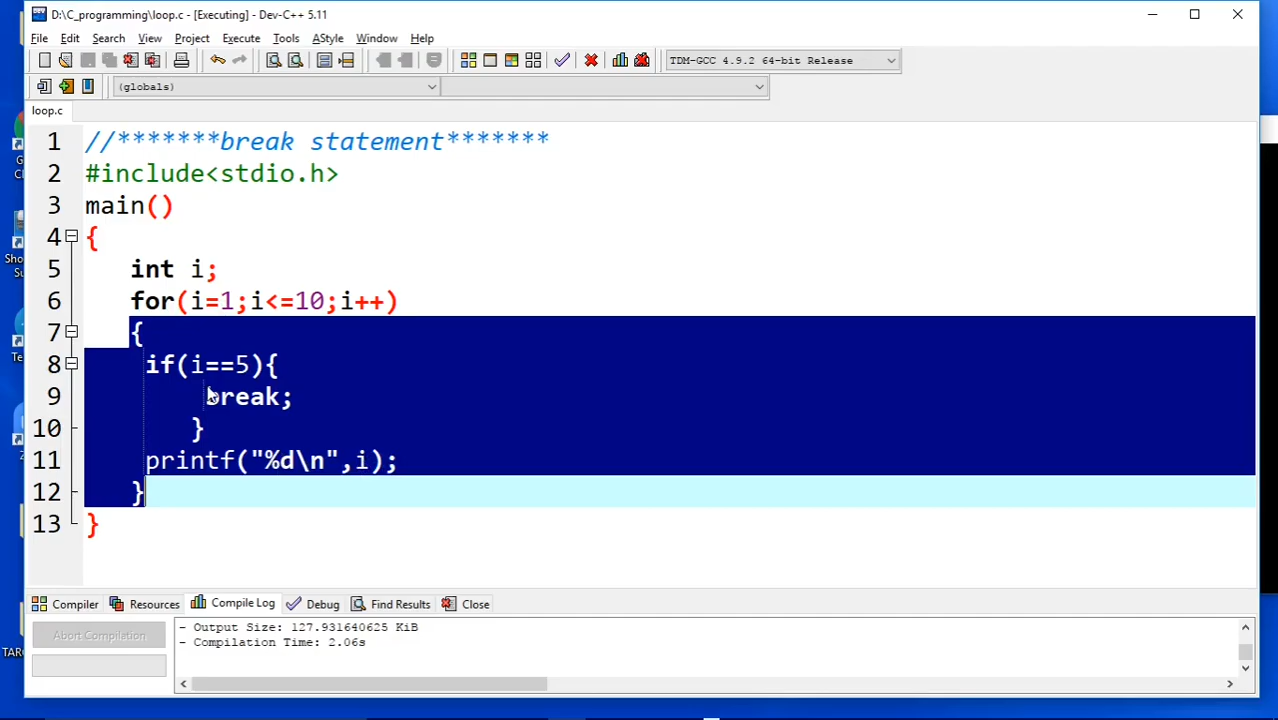 D:\C_programming\loop.c - [Executing] - Dev-C++ 5.11
File Edit Search View Project Execute Tools AStyle Window Help
TDM-GCC 4.9.2 64-bit Release
(globals)
loop.c
1 //*******break statement*******
2 #include<stdio.h>
3 main()
4 {
5 int i;
6 for(i=1;i<=10;i++)
7 {
8 if(i==5){
9 break;
10 }
11 printf("%d\n",i);
12 }
13 }
Compiler Resources Compile Log Debug Find Results Close
Abort Compilation
- Output Size: 127.931640625 KiB
- Compilation Time: 2.06s